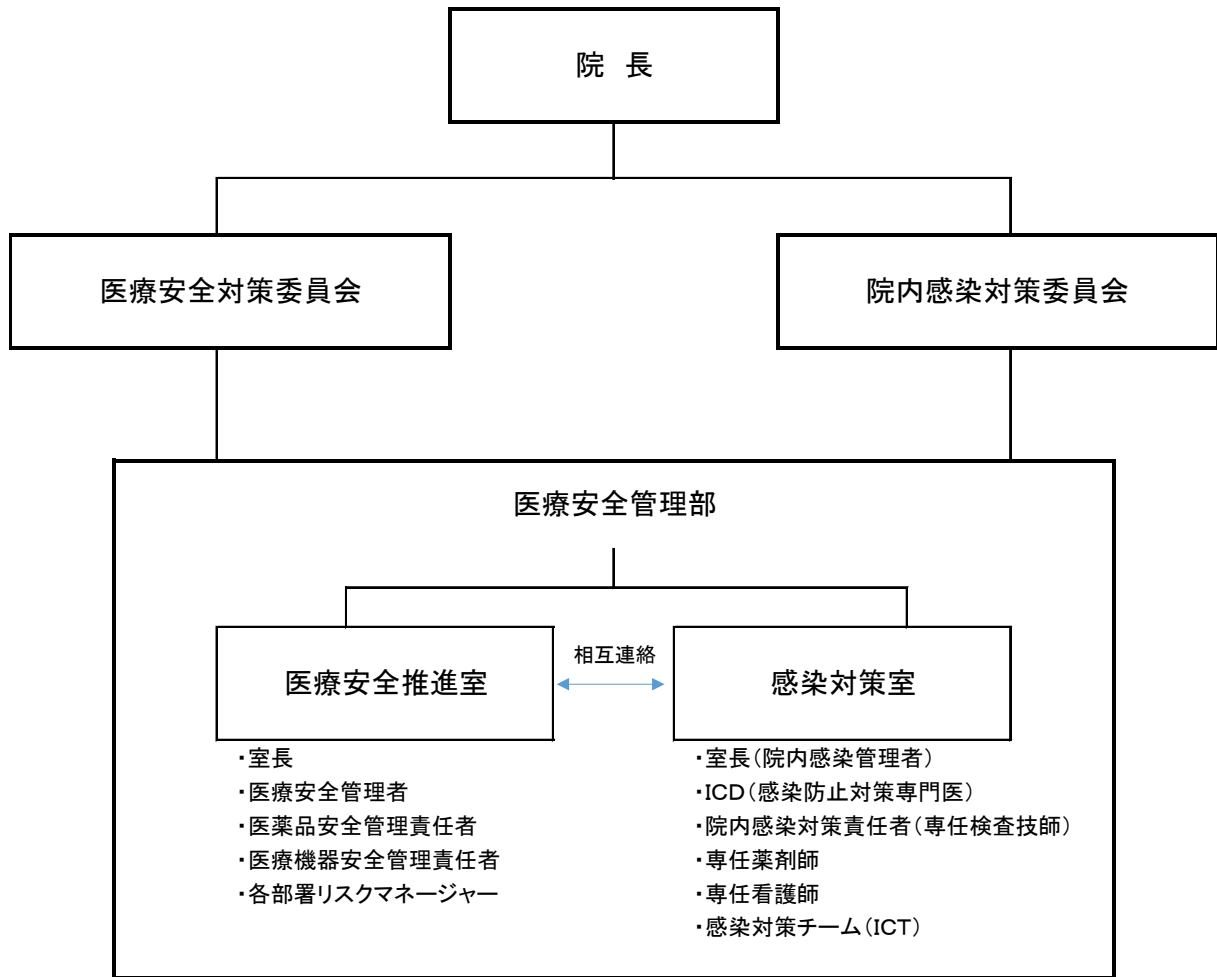 院 長
医療安全対策委員会
院内感染対策委員会
医療安全管理部
医療安全推進室
相互連絡
感染対策室
・室長
・医療安全管理者
・医薬品安全管理責任者
・医療機器安全管理責任者
・各部署リスクマネージャー
・室長(院内感染管理者)
・ICD(感染防止対策専門医)
・院内感染対策責任者(専任検査技師)
・専任薬剤師
・専任看護師
・感染対策チーム(ICT)